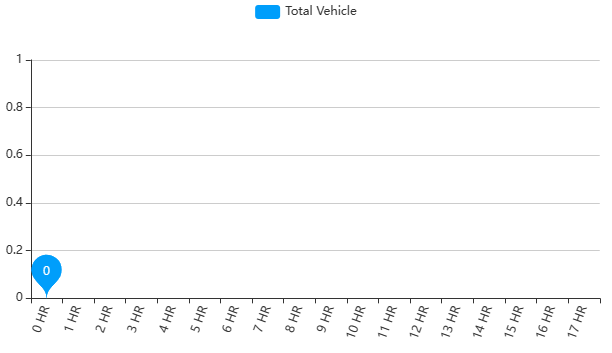 Total Vehicle
1
0.8
0.6
0.4
0.2
0
0
0 HR
1 HR
2 HR
3 HR
4 HR
5 HR
6 HR
7 HR
8 HR
9 HR
10 HR
11 HR
12 HR
13 HR
14 HR
15 HR
16 HR
17 HR